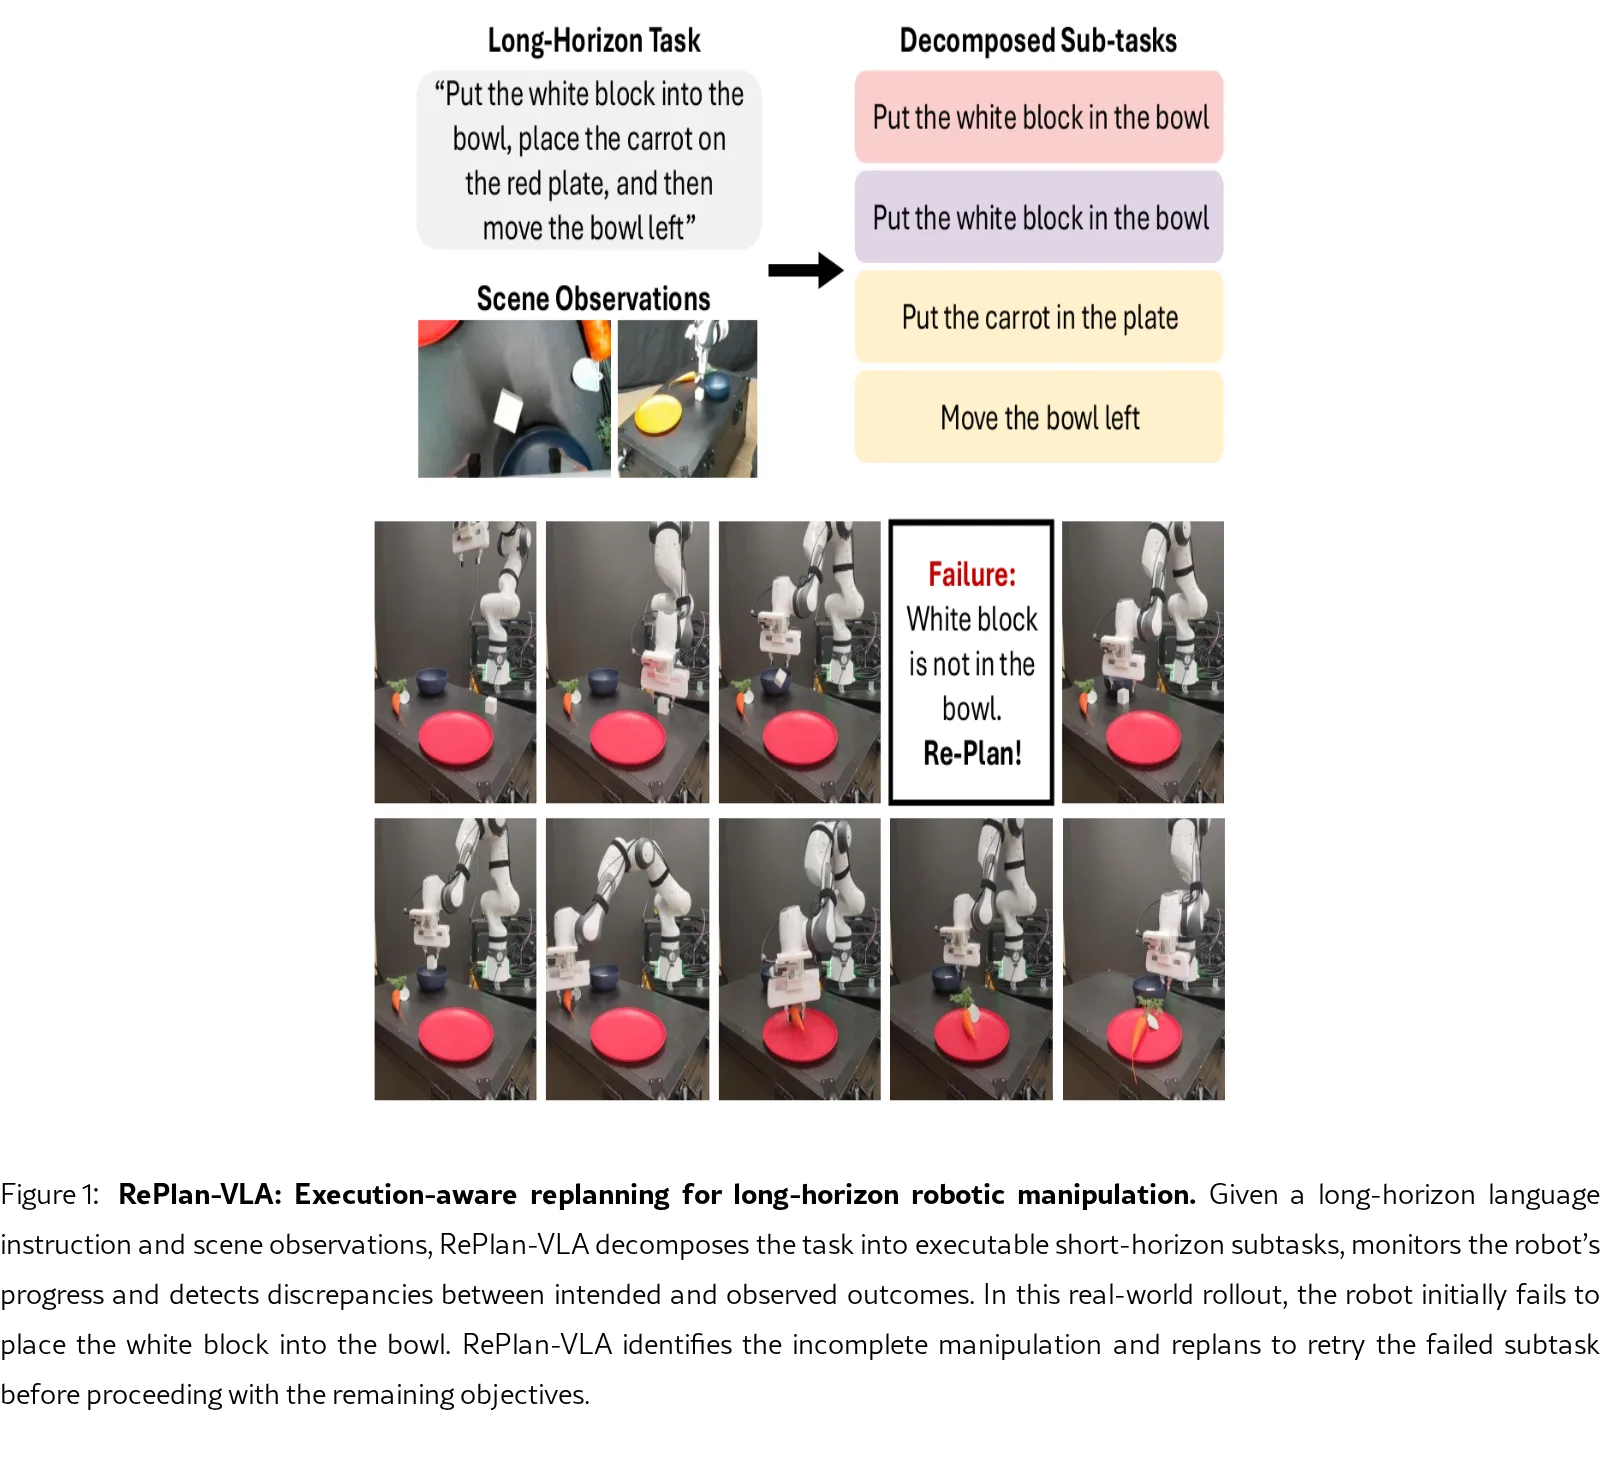 Long-Horizon Task
“Put the white block into the
bowl, place the carrot on
the red plate, and then
move the bowl left”
Scene Observations
Decomposed Sub-tasks
Put the white block in the bowl
Put the white block in the bowl
Put the carrot in the plate
Move the bowl left
Failure:
White block
is not in the
bowl.
Re-Plan!
Figure 1: RePlan-VLA: Execution-aware replanning for long-horizon robotic manipulation. Given a long-horizon language
instruction and scene observations, RePlan-VLA decomposes the task into executable short-horizon subtasks, monitors the robot’s
progress and detects discrepancies between intended and observed outcomes. In this real-world rollout, the robot initially fails to
place the white block into the bowl. RePlan-VLA identifies the incomplete manipulation and replans to retry the failed subtask
before proceeding with the remaining objectives.